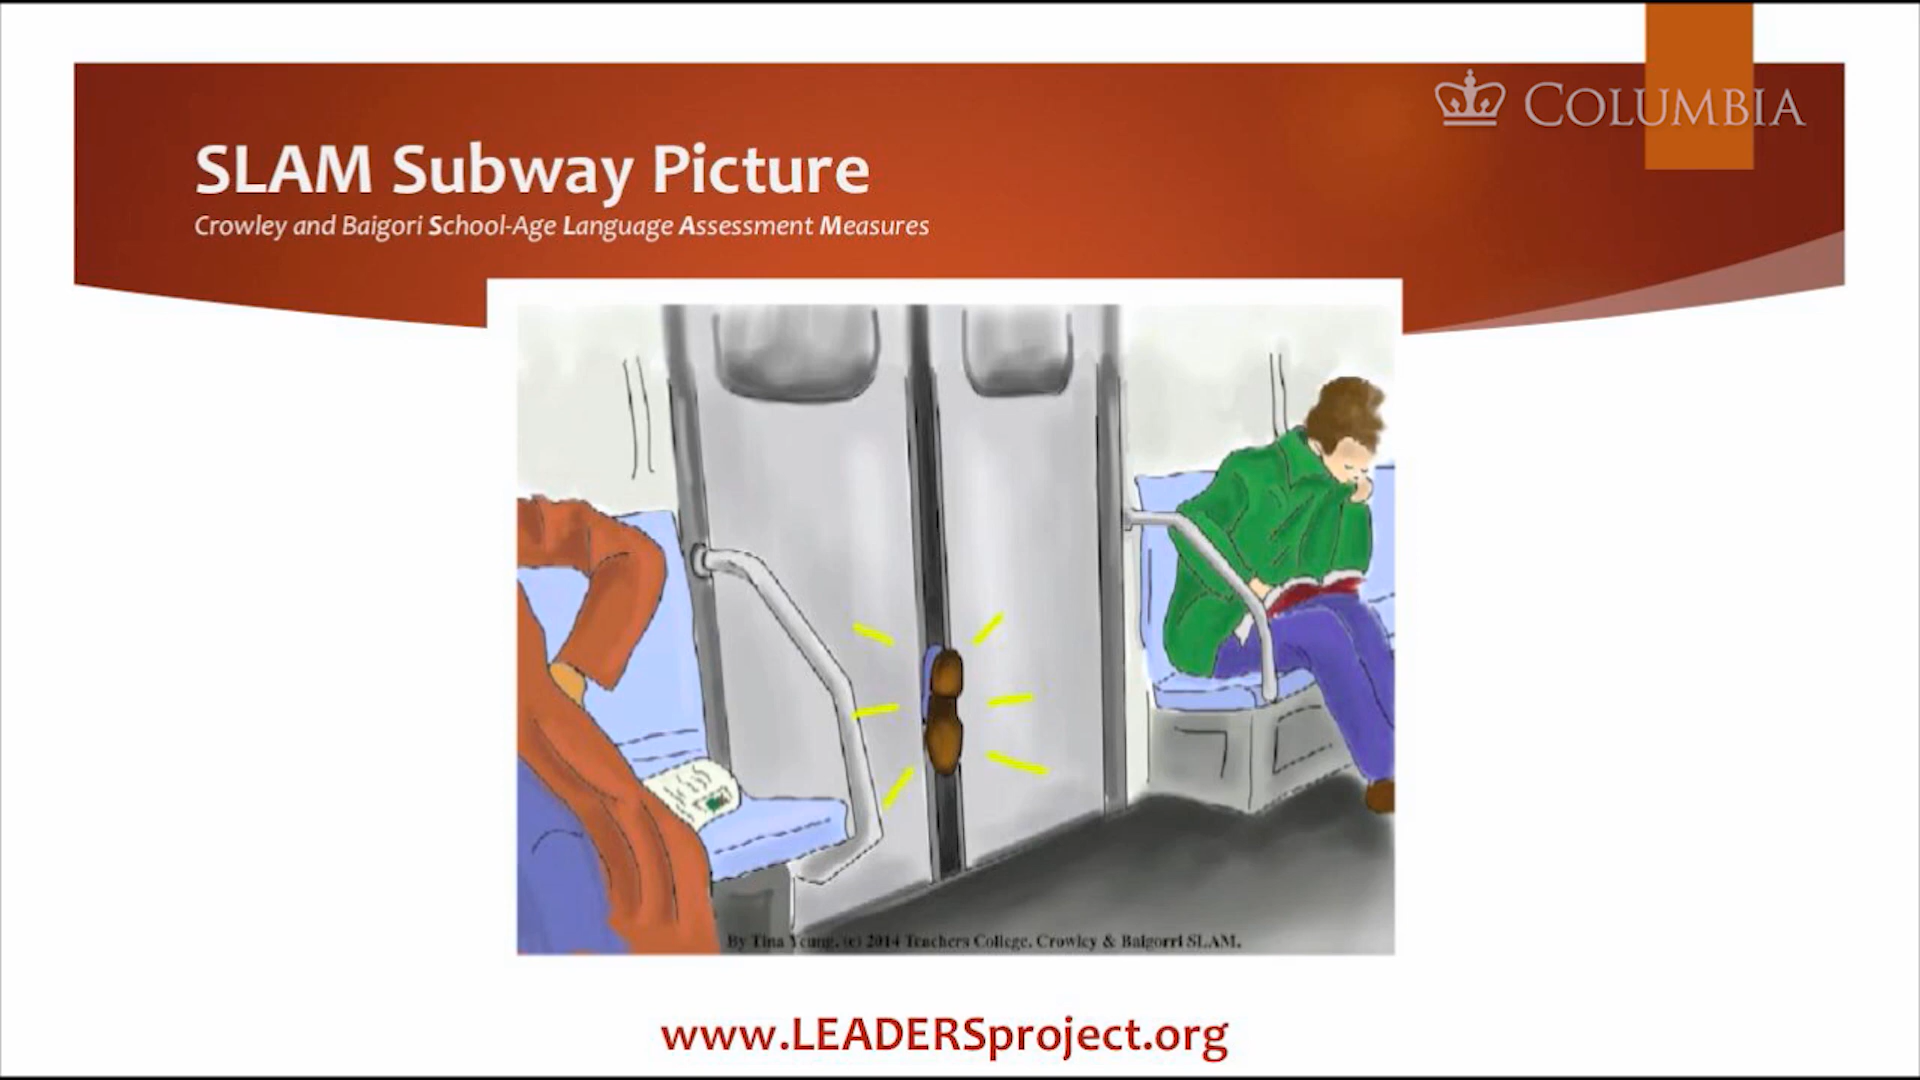 COLUMBIA
SLAM Subway Picture
Crowley and Baigori School-Age Language Assessment Measures
By Tina Yeung. (c) 2014 Teachers College. Crowley & Baigorri SLAM.
www.LEADERSproject.org